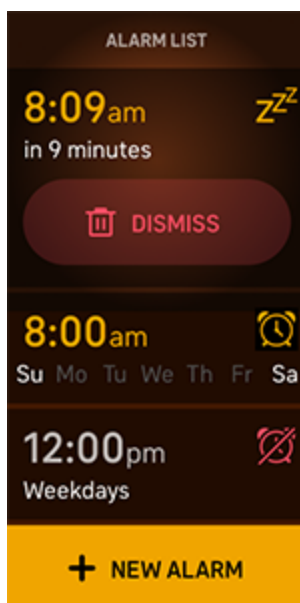 ALARM LIST
8:09am zzz
in 9 minutes
DISMISS
8:00am
Su Mo Tu We Th Fr Sa
12:00pm
Weekdays
+ NEW ALARM